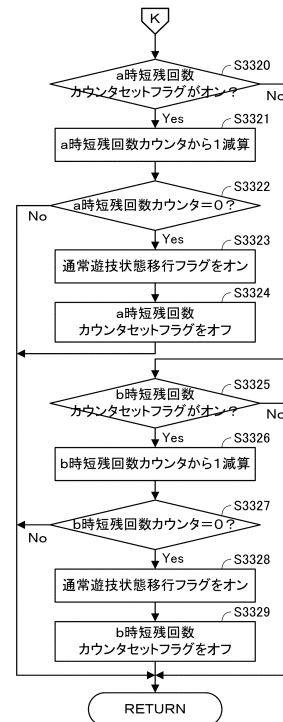 K
S3320
a時短残回数
カウンタセットフラグがオン?
No
Yes
S3321
a時短残回数カウンタから1減算
S3322
a時短残回数カウンタ=0?
No
Yes
S3323
通常遊技状態移行フラグをオン
S3324
a時短残回数
カウンタセットフラグをオフ
S3325
b時短残回数
カウンタセットフラグがオン?
No
Yes
S3326
b時短残回数カウンタから1減算
S3327
b時短残回数カウンタ=0?
No
Yes
S3328
通常遊技状態移行フラグをオン
S3329
b時短残回数
カウンタセットフラグをオフ
RETURN